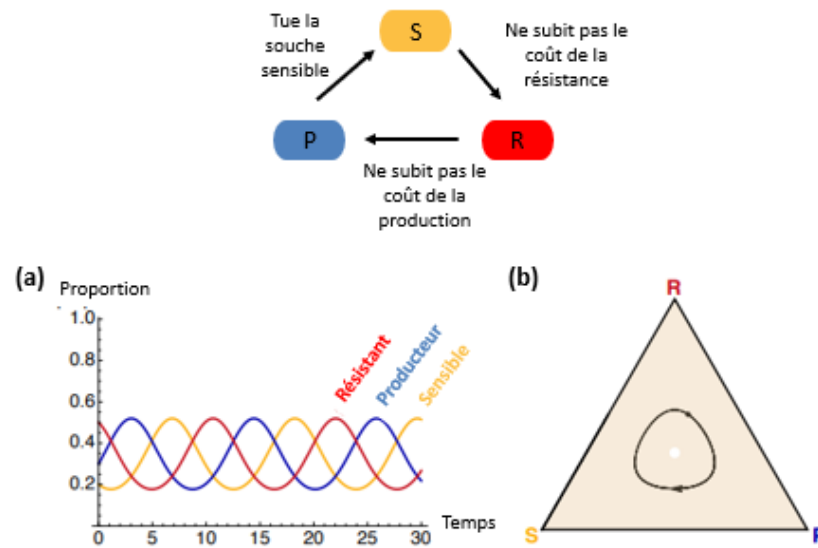 Tue la
souche
sensible
S
Ne subit pas le
coût de la
résistance
P
R
Ne subit pas le
coût de la
production
(a)
Proportion
1.0
0.8
0.6
0.4
0.2
0
5
10
15
20
25
30
Temps
Résistant
Producteur
Sensible
(b)
R
S